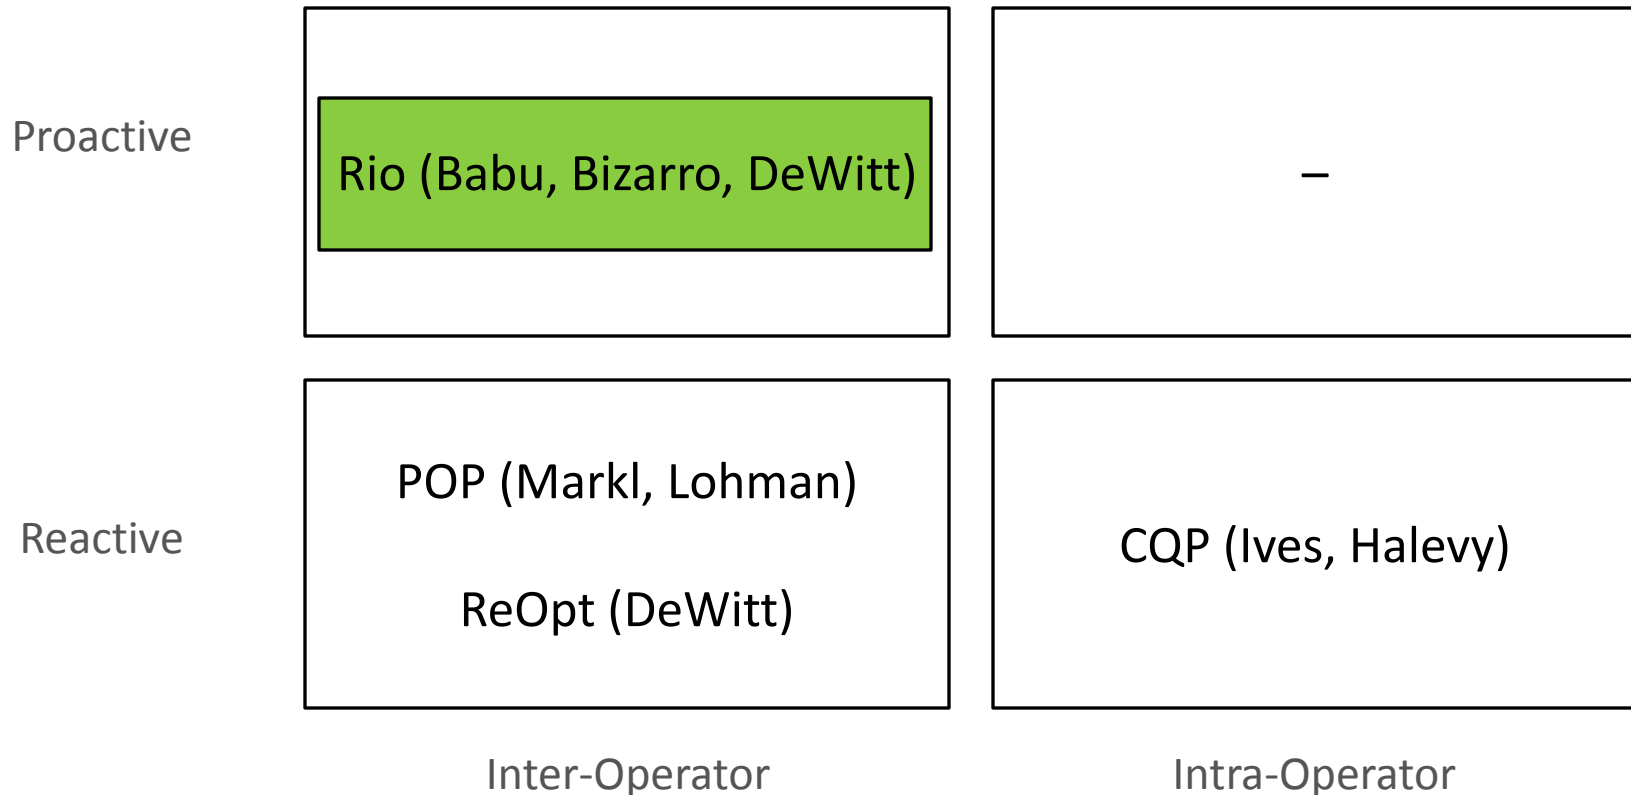 Proactive
Rio (Babu, Bizarro, DeWitt)
–
Reactive
POP (Markl, Lohman)
ReOpt (DeWitt)
CQP (Ives, Halevy)
Inter-Operator
Intra-Operator